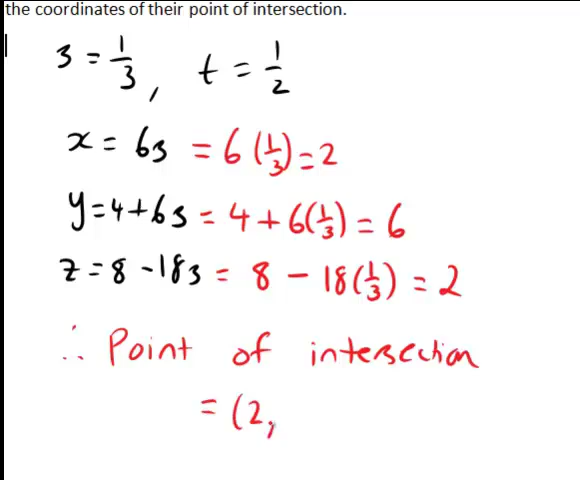 the coordinates of their point of intersection.
s = 1/3, t = 1/2
x = 6s = 6(1/3) = 2
y = 4 + 6s = 4 + 6(1/3) = 6
z = 8 - 18s = 8 - 18(1/3) = 2
∴ Point of intersection
= (2,